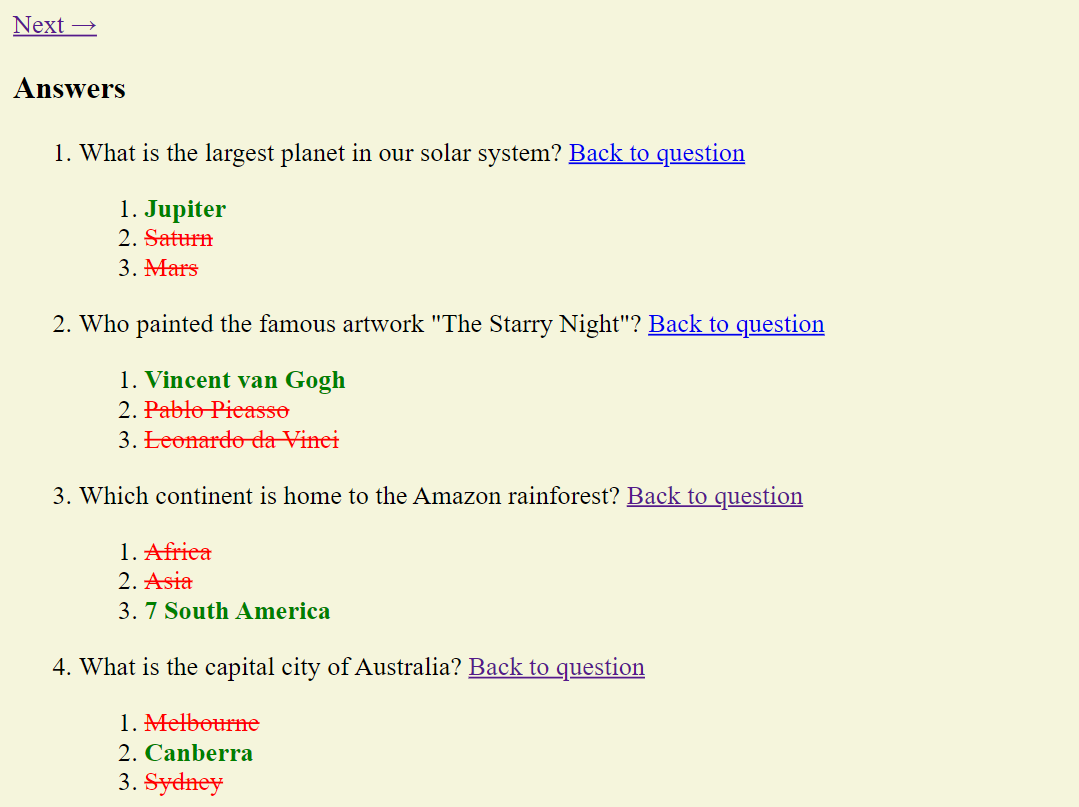 Next →
Answers
1. What is the largest planet in our solar system? Back to question
1. Jupiter
2. Saturn
3. Mars
2. Who painted the famous artwork "The Starry Night"? Back to question
1. Vincent van Gogh
2. Pablo Picasso
3. Leonardo da Vinci
3. Which continent is home to the Amazon rainforest? Back to question
1. Africa
2. Asia
3. 7 South America
4. What is the capital city of Australia? Back to question
1. Melbourne
2. Canberra
3. Sydney